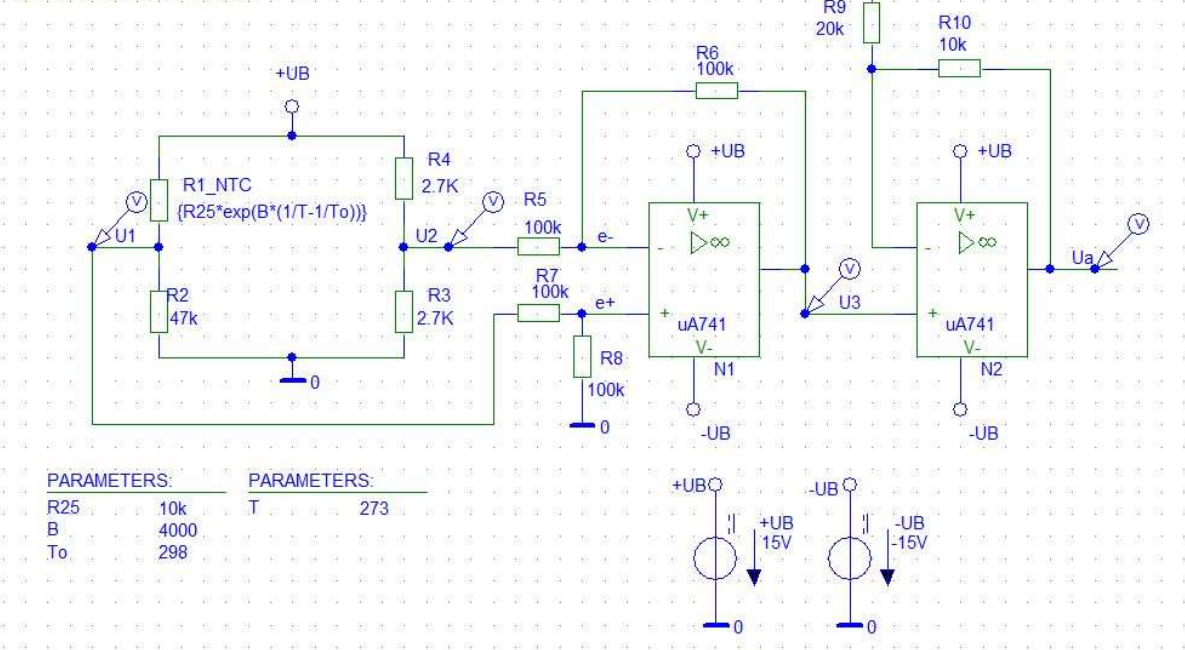 R9
20k
R10
10k
R6
100k
+UB
R4
2.7K
R1_NTC
{R25*exp(B*(1/T-1/To))}
V
V
R5
100k
+UB
V+
∞
+UB
V+
∞
V
U1
U2
e-
-
-
Ua
R7
100k
V
R2
47k
R3
2.7K
e+
+
U3
+
uA741
V-
N1
uA741
V-
N2
R8
100k
0
0
-UB
-UB
PARAMETERS:
R25 10k
B 4000
To 298
PARAMETERS:
T 273
+UB
+UB
15V
0
-UB
-UB
-15V
0